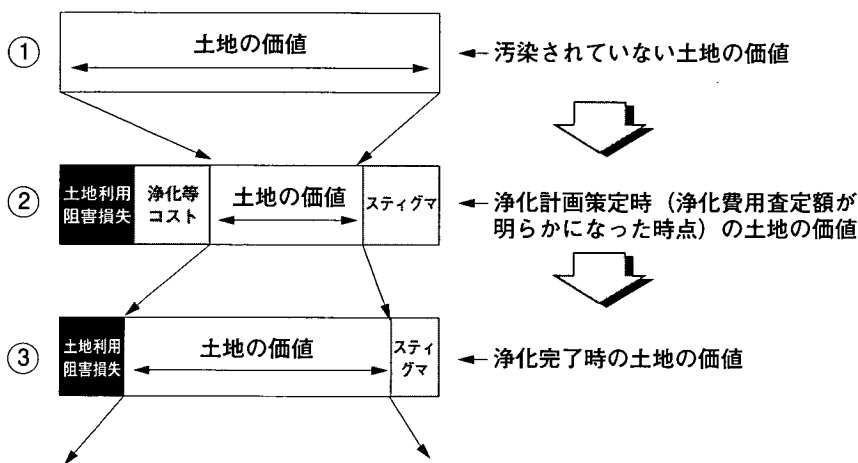 ①
土地の価値
←汚染されていない土地の価値
②
土地利用
阻害損失
浄化等
コスト
土地の価値
スティグマ
←浄化計画策定時（浄化費用査定額が
明らかになった時点）の土地の価値
③
土地利用
阻害損失
土地の価値
スティ
グマ
←浄化完了時の土地の価値